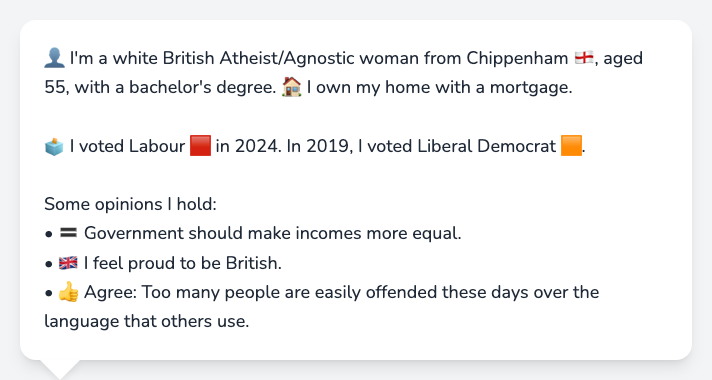 👤 I'm a white British Atheist/Agnostic woman from Chippenham 🏴󠁧󠁢󠁥󠁮󠁧󠁿, aged
55, with a bachelor's degree. 🏠 I own my home with a mortgage.
🗳️ I voted Labour 🟥 in 2024. In 2019, I voted Liberal Democrat 🟧.
Some opinions I hold:
• 🟰 Government should make incomes more equal.
• 🇬🇧 I feel proud to be British.
• 👍 Agree: Too many people are easily offended these days over the
language that others use.